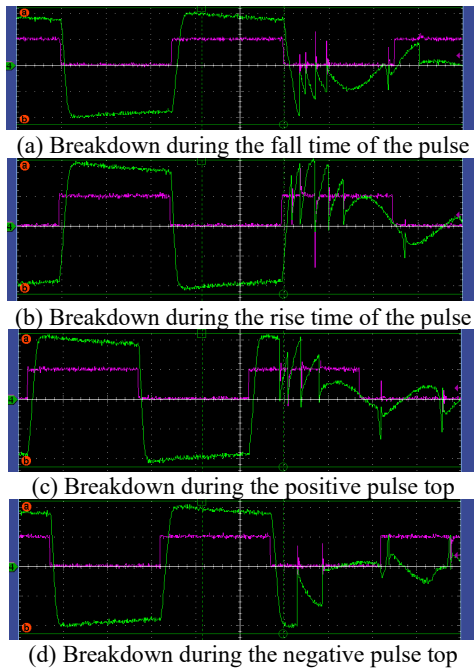 a
b
(a) Breakdown during the fall time of the pulse
a
b
(b) Breakdown during the rise time of the pulse
a
b
(c) Breakdown during the positive pulse top
a
b
(d) Breakdown during the negative pulse top